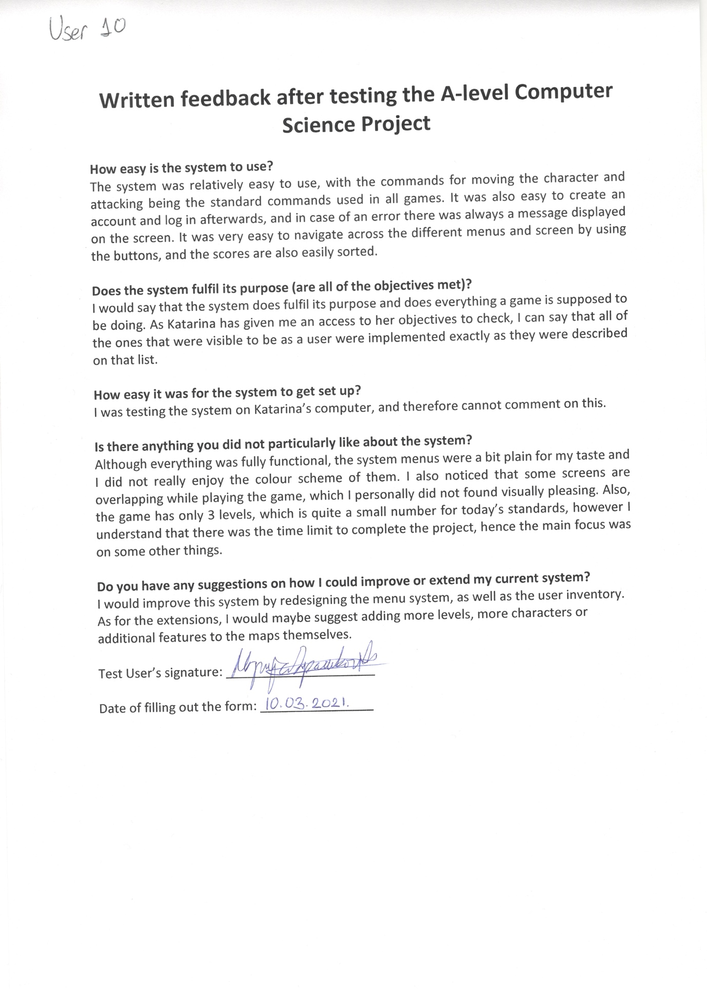 User 10
Written feedback after testing the A-level Computer
Science Project
How easy is the system to use?
The system was relatively easy to use, with the commands for moving the character and
attacking being the standard commands used in all games. It was also easy to create an
account and log in afterwards, and in case of an error there was always a message displayed
on the screen. It was very easy to navigate across the different menus and screen by using
the buttons, and the scores are also easily sorted.
Does the system fulfil its purpose (are all of the objectives met)?
I would say that the system does fulfil its purpose and does everything a game is supposed to
be doing. As Katarina has given me an access to her objectives to check, I can say that all of
the ones that were visible to be as a user were implemented exactly as they were described
on that list.
How easy it was for the system to get set up?
I was testing the system on Katarina's computer, and therefore cannot comment on this.
Is there anything you did not particularly like about the system?
Although everything was fully functional, the system menus were a bit plain for my taste and
I did not really enjoy the colour scheme of them. I also noticed that some screens are
overlapping while playing the game, which I personally did not found visually pleasing. Also,
the game has only 3 levels, which is quite a small number for today's standards, however I
understand that there was the time limit to complete the project, hence the main focus was
on some other things.
Do you have any suggestions on how I could improve or extend my current system?
I would improve this system by redesigning the menu system, as well as the user inventory.
As for the extensions, I would maybe suggest adding more levels, more characters or
additional features to the maps themselves.
Test User's signature:
Date of filling out the form: 10.03.2021.